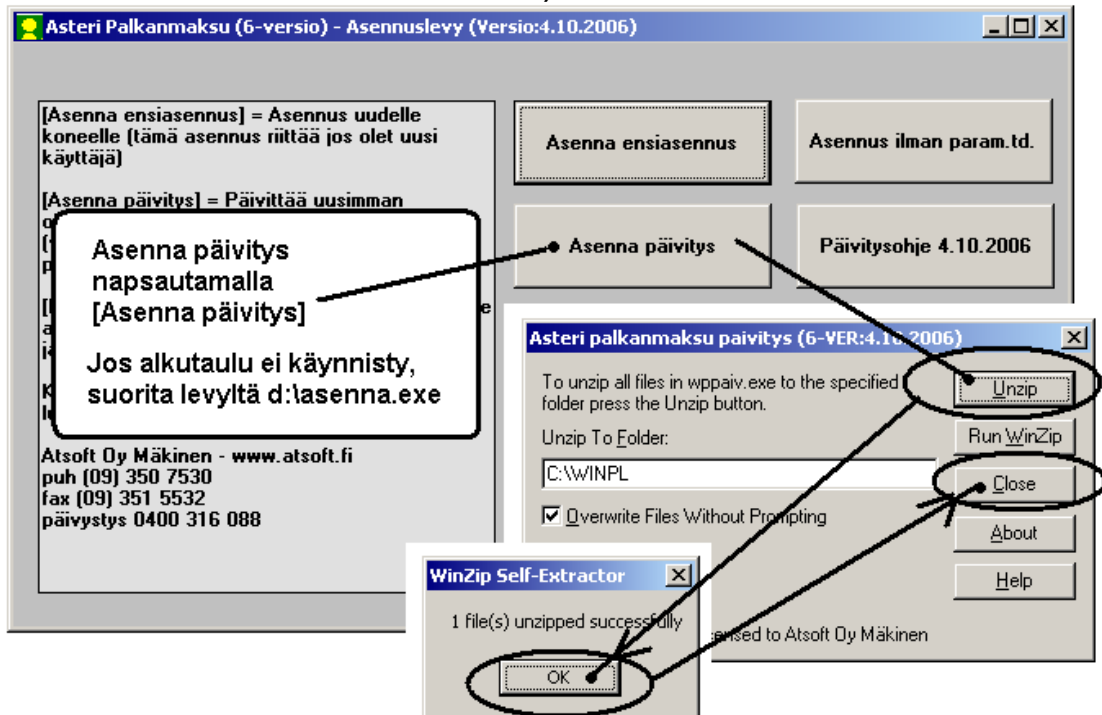 Asteri Palkanmaksu (6-versio) - Asennuslevy (Versio:4.10.2006)
[Asenna ensiasennus] = Asennus uudelle
koneelle (tämä asennus riittää jos olet uusi
käyttäjä)
[Asenna päivitys] = Päivittää uusimman
Asenna päivitys
napsautamalla
[Asenna päivitys]
Jos alkutaulu ei käynnisty,
suorita levyltä d:\asenna.exe
Atsoft Oy Mäkinen - www.atsoft.fi
puh (09) 350 7530
fax (09) 351 5532
päivystys 0400 316 088
Asenna ensiasennus
Asennus ilman param.td.
Asenna päivitys
Päivitysohje 4.10.2006
Asteri palkanmaksu paivitys (6-VER:4.10.2006)
To unzip all files in wppaiv.exe to the specified
folder press the Unzip button.
Unzip To Folder:
C:\WINPL
Overwrite Files Without Prompting
Unzip
Run WinZip
Close
About
Help
to Atsoft Oy Mäkinen
WinZip Self-Extractor
1 file(s) unzipped successfully
OK